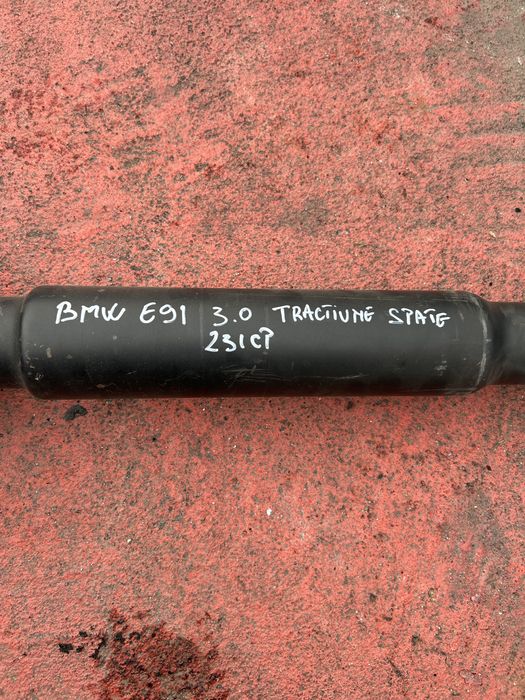 BMW E91 3.0 TRACTIUNE SPATE
231CP